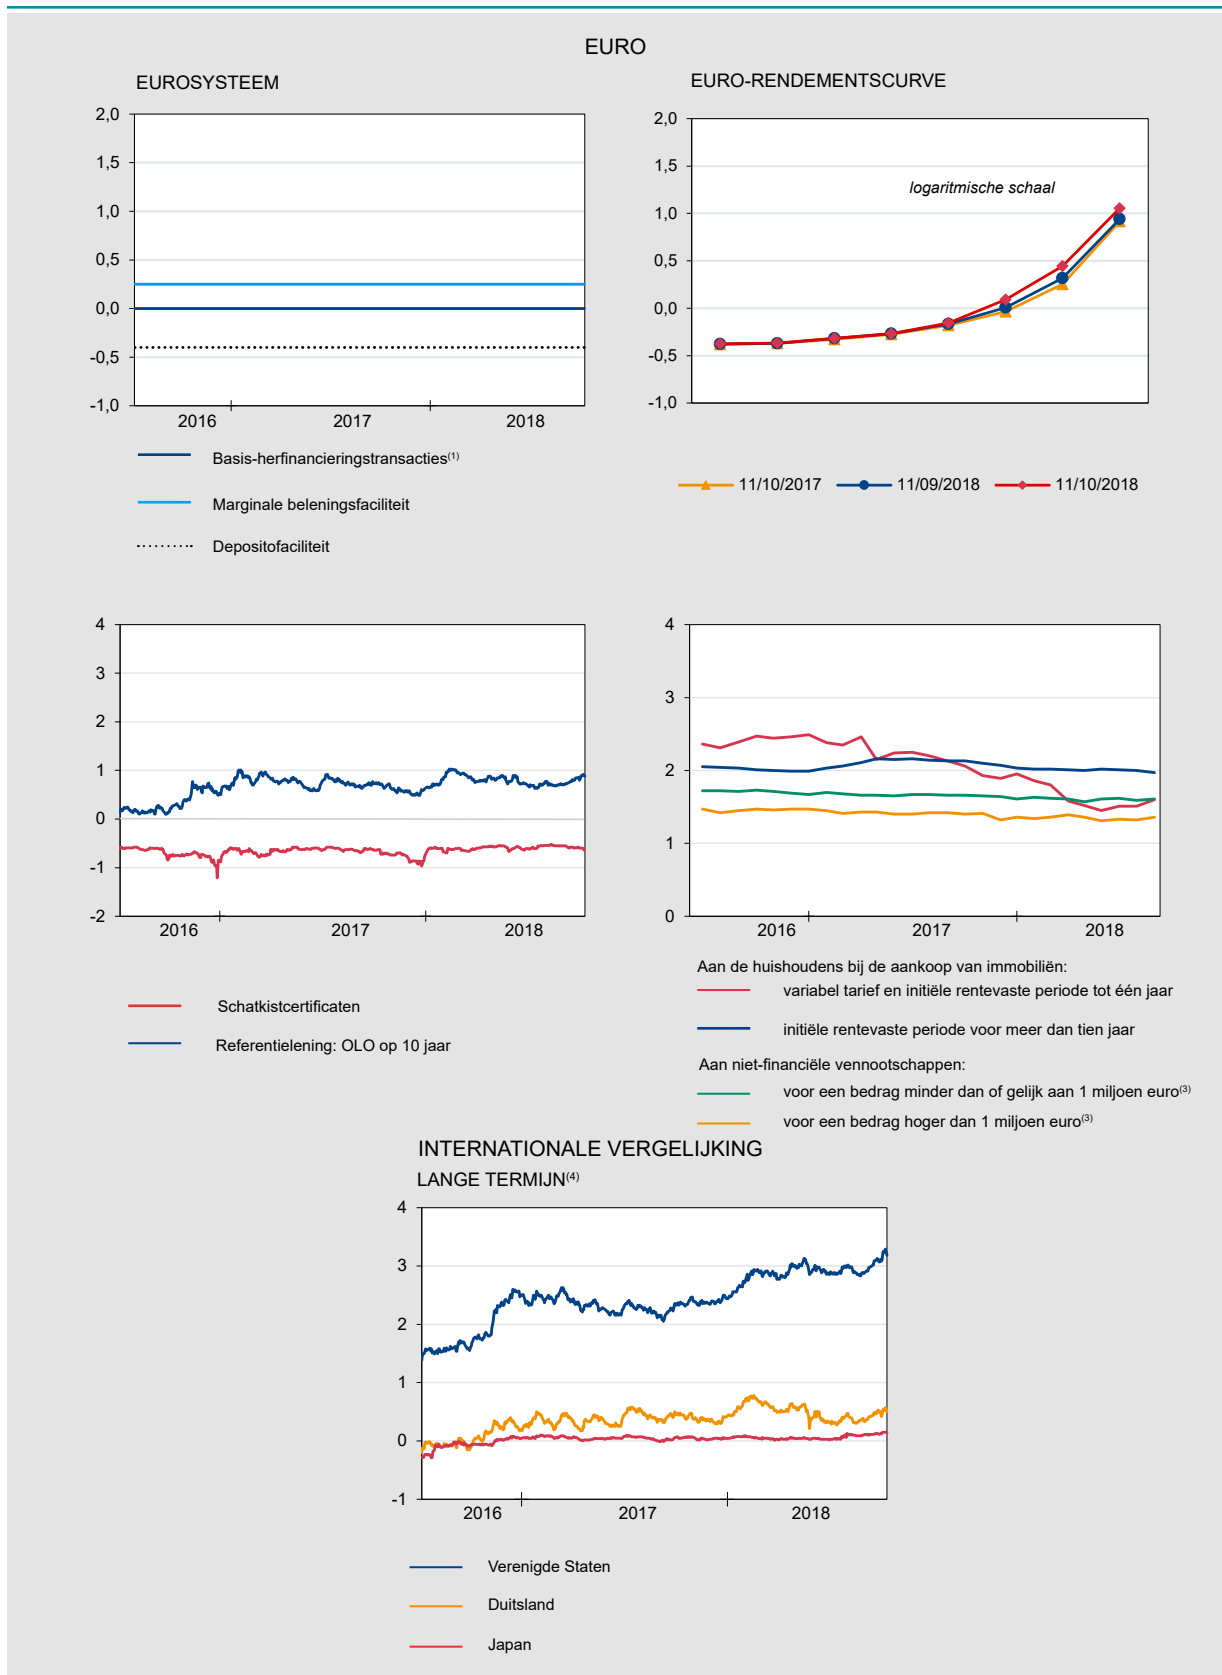 EURO
EUROSYSTEEM
2,0
1,5
1,0
0,5
0,0
-0,5
-1,0
2016 2017 2018
Basis-herfinancieringstransacties(1)
Marginale beleningsfaciliteit
Depositofaciliteit
EURO-RENDEMENTSCURVE
2,0
1,5
1,0
0,5
0,0
-0,5
-1,0
logaritmische schaal
11/10/2017 11/09/2018 11/10/2018
4
3
2
1
0
-1
-2
2016 2017 2018
Schatkistcertificaten
Referentielening: OLO op 10 jaar
4
3
2
1
0
2016 2017 2018
Aan de huishoudens bij de aankoop van immobiliën:
variabel tarief en initiële rentevaste periode tot één jaar
initiële rentevaste periode voor meer dan tien jaar
Aan niet-financiële vennootschappen:
voor een bedrag minder dan of gelijk aan 1 miljoen euro(3)
voor een bedrag hoger dan 1 miljoen euro(3)
INTERNATIONALE VERGELIJKING
LANGE TERMIJN(4)
4
3
2
1
0
-1
2016 2017 2018
Verenigde Staten
Duitsland
Japan